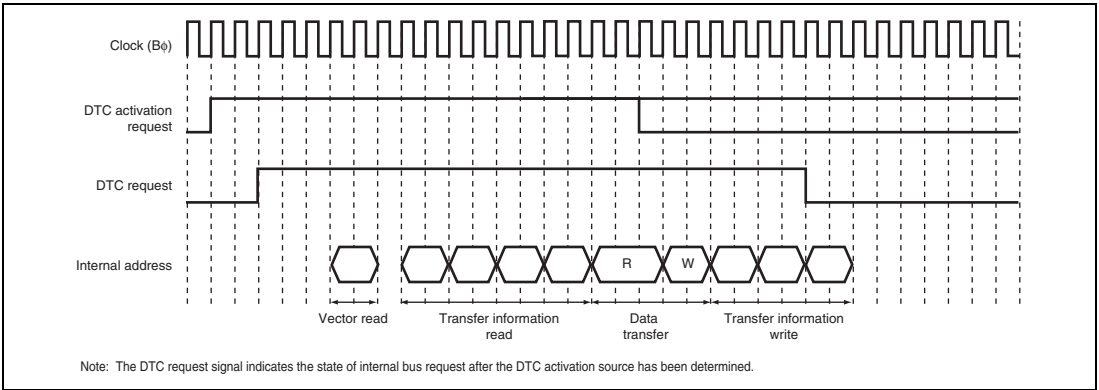 Clock (Bϕ)
DTC activation
request
DTC request
Internal address
R
W
Vector read
Transfer information
read
Data
transfer
Transfer information
write
Note: The DTC request signal indicates the state of internal bus request after the DTC activation source has been determined.